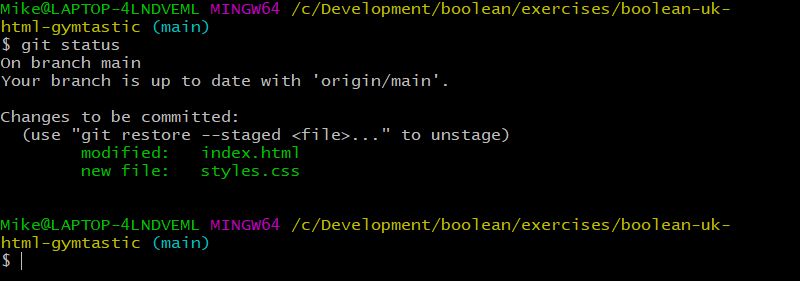 Mike@LAPTOP-4LNDVEML MINGW64 /c/Development/boolean/exercises/boolean-uk-
html-gymtastic (main)
$ git status
On branch main
Your branch is up to date with 'origin/main'.
Changes to be committed:
  (use "git restore --staged <file>..." to unstage)
        modified:   index.html
        new file:   styles.css
Mike@LAPTOP-4LNDVEML MINGW64 /c/Development/boolean/exercises/boolean-uk-
html-gymtastic (main)
$